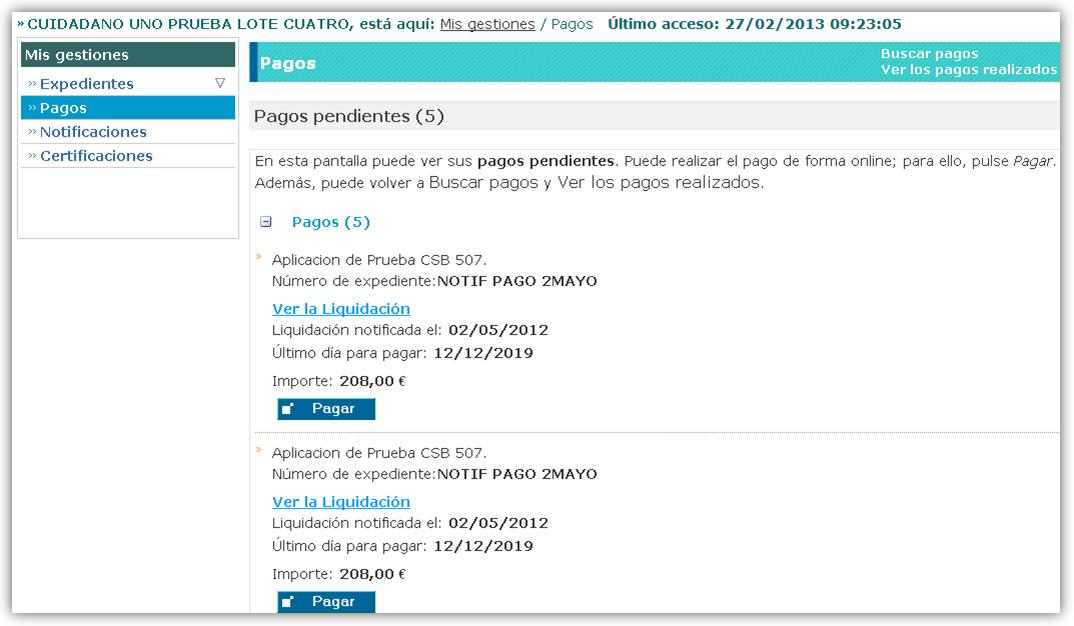 » CUIDADANO UNO PRUEBA LOTE CUATRO, está aquí: Mis gestiones / Pagos Último acceso: 27/02/2013 09:23:05
Mis gestiones
» Expedientes
» Pagos
» Notificaciones
» Certificaciones
Pagos
Buscar pagos
Ver los pagos realizados
Pagos pendientes (5)
En esta pantalla puede ver sus pagos pendientes. Puede realizar el pago de forma online; para ello, pulse Pagar.
Además, puede volver a Buscar pagos y Ver los pagos realizados.
Pagos (5)
» Aplicacion de Prueba CSB 507.
Número de expediente:NOTIF PAGO 2MAYO
Ver la Liquidación
Liquidación notificada el: 02/05/2012
Último día para pagar: 12/12/2019
Importe: 208,00 €
Pagar
» Aplicacion de Prueba CSB 507.
Número de expediente:NOTIF PAGO 2MAYO
Ver la Liquidación
Liquidación notificada el: 02/05/2012
Último día para pagar: 12/12/2019
Importe: 208,00 €
Pagar